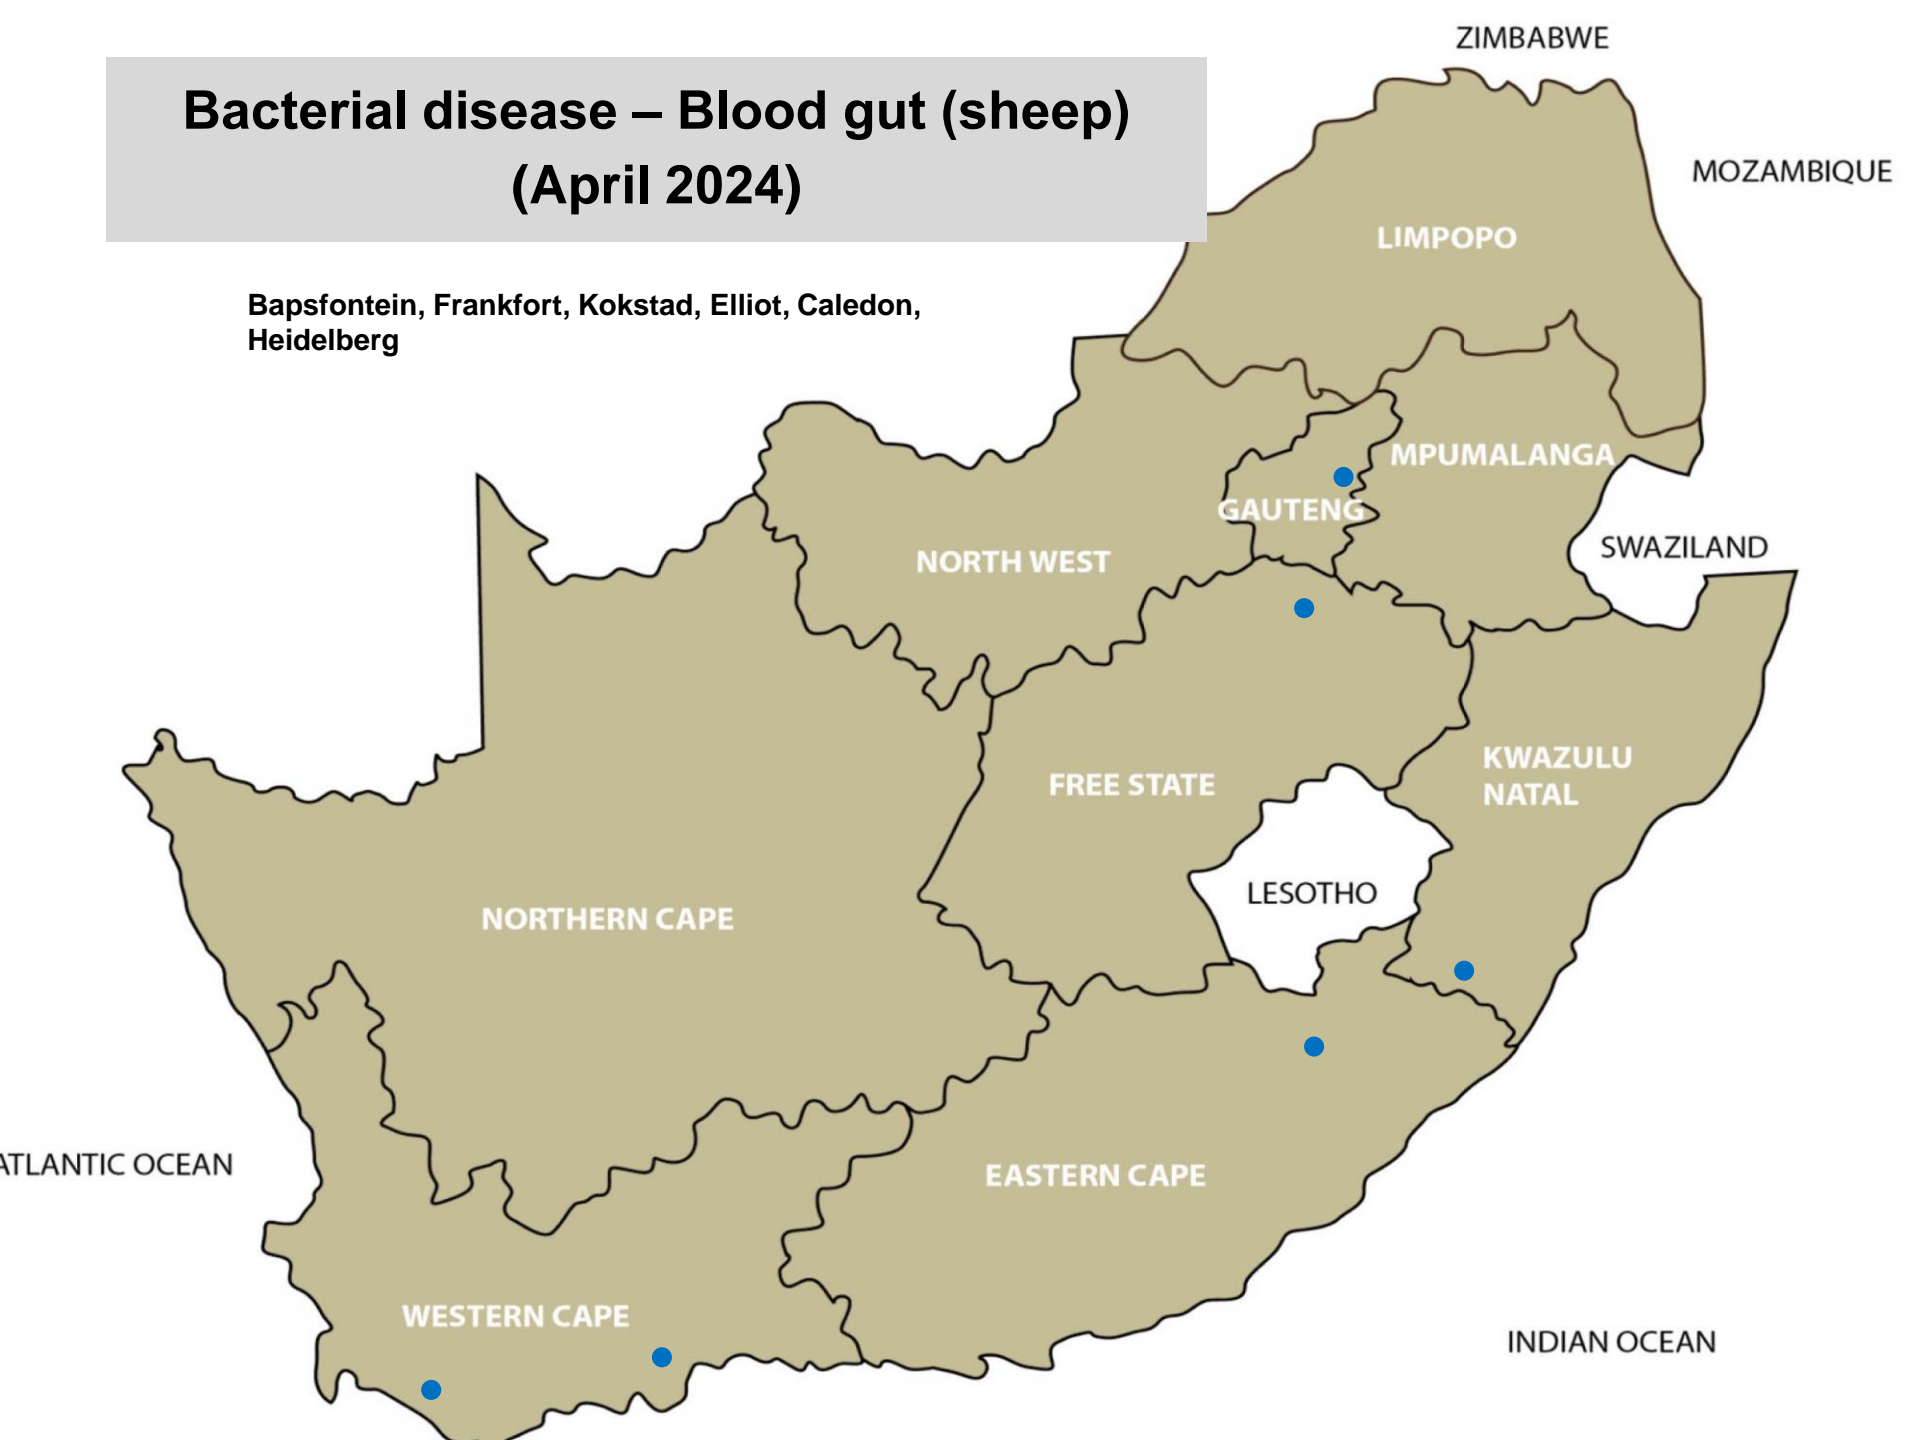 ZIMBABWE
Bacterial disease – Blood gut (sheep)
(April 2024)
MOZAMBIQUE
LIMPOPO
Bapsfontein, Frankfort, Kokstad, Elliot, Caledon,
Heidelberg
MPUMALANGA
GAUTENG
SWAZILAND
NORTH WEST
KWAZULU
NATAL
FREE STATE
LESOTHO
NORTHERN CAPE
ATLANTIC OCEAN
EASTERN CAPE
WESTERN CAPE
INDIAN OCEAN